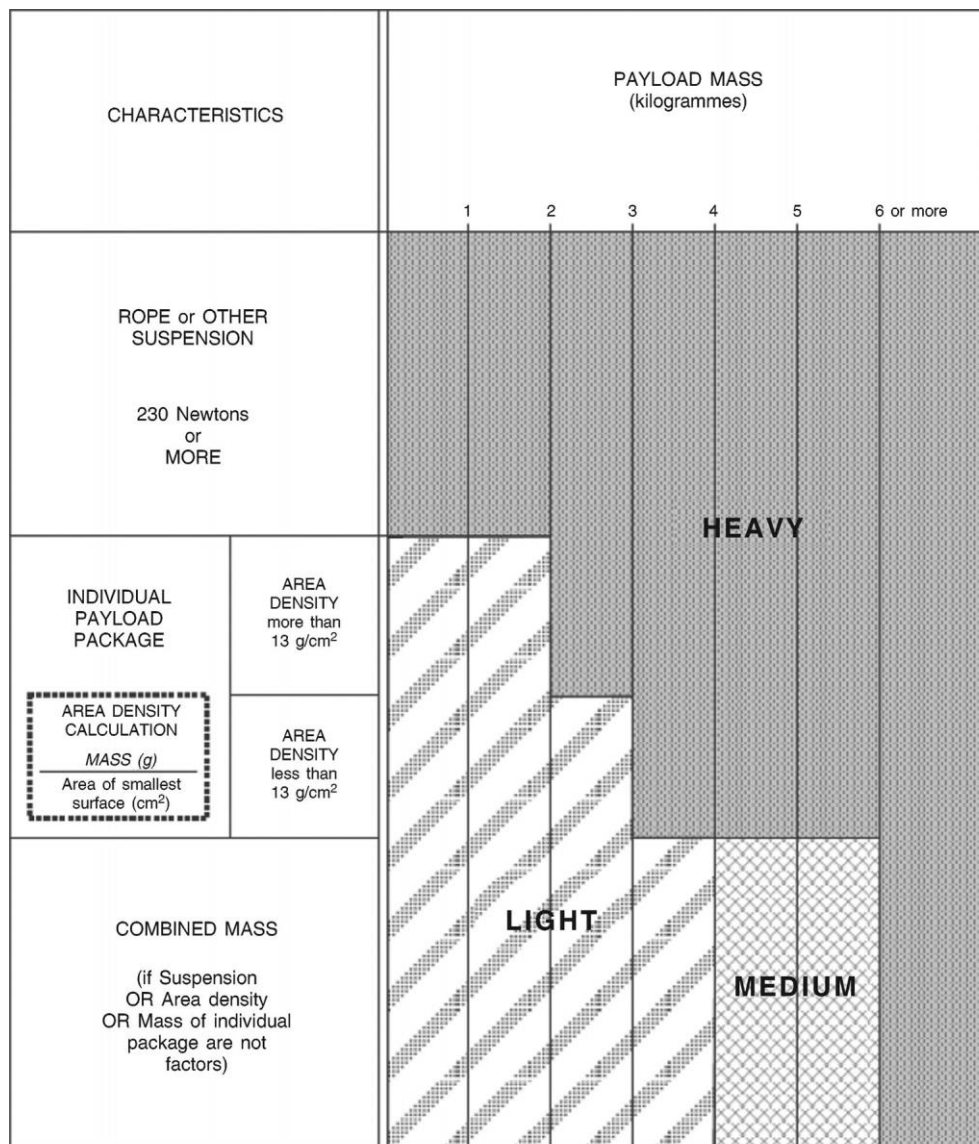 CHARACTERISTICS
PAYLOAD MASS
(kilogrammes)
1 2 3 4 5 6 or more
ROPE or OTHER
SUSPENSION
230 Newtons
or
MORE
HEAVY
INDIVIDUAL
PAYLOAD
PACKAGE
AREA
DENSITY
more than
13 g/cm²
AREA DENSITY
CALCULATION
MASS (g)
Area of smallest
surface (cm²)
AREA
DENSITY
less than
13 g/cm²
LIGHT
MEDIUM
COMBINED MASS
(if Suspension
OR Area density
OR Mass of individual
package are not
factors)